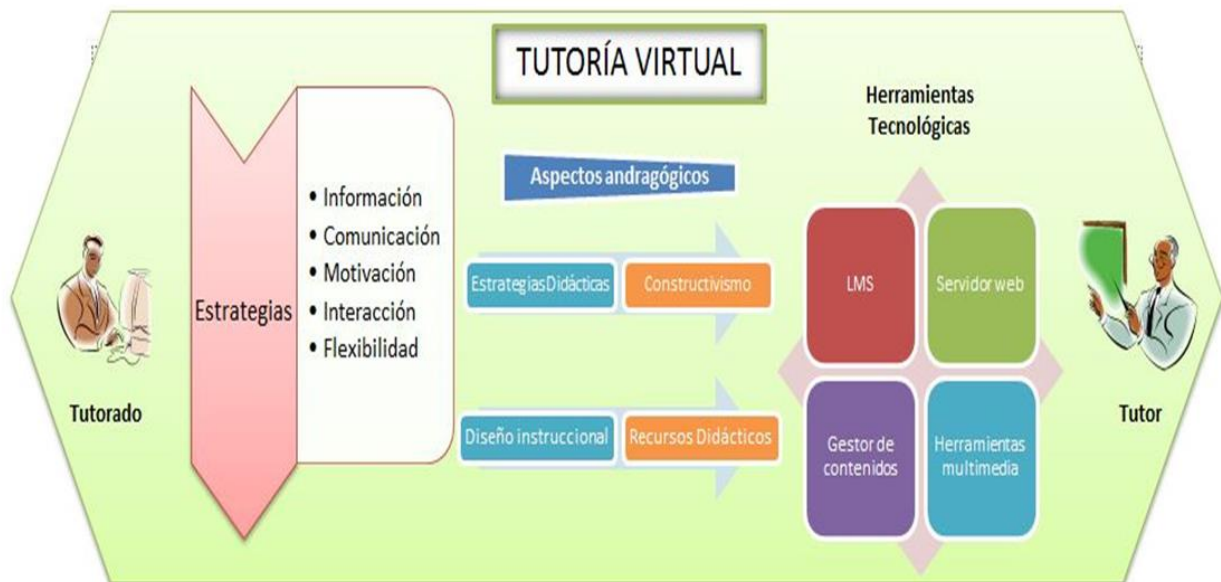 TUTORÍA VIRTUAL
Tutorado
Estrategias
• Información
• Comunicación
• Motivación
• Interacción
• Flexibilidad
Aspectos andragógicos
Estrategias Didácticas
Constructivismo
Diseño instruccional
Recursos Didácticos
Herramientas
Tecnológicas
LMS
Servidor web
Gestor de
contenidos
Herramientas
multimedia
Tutor